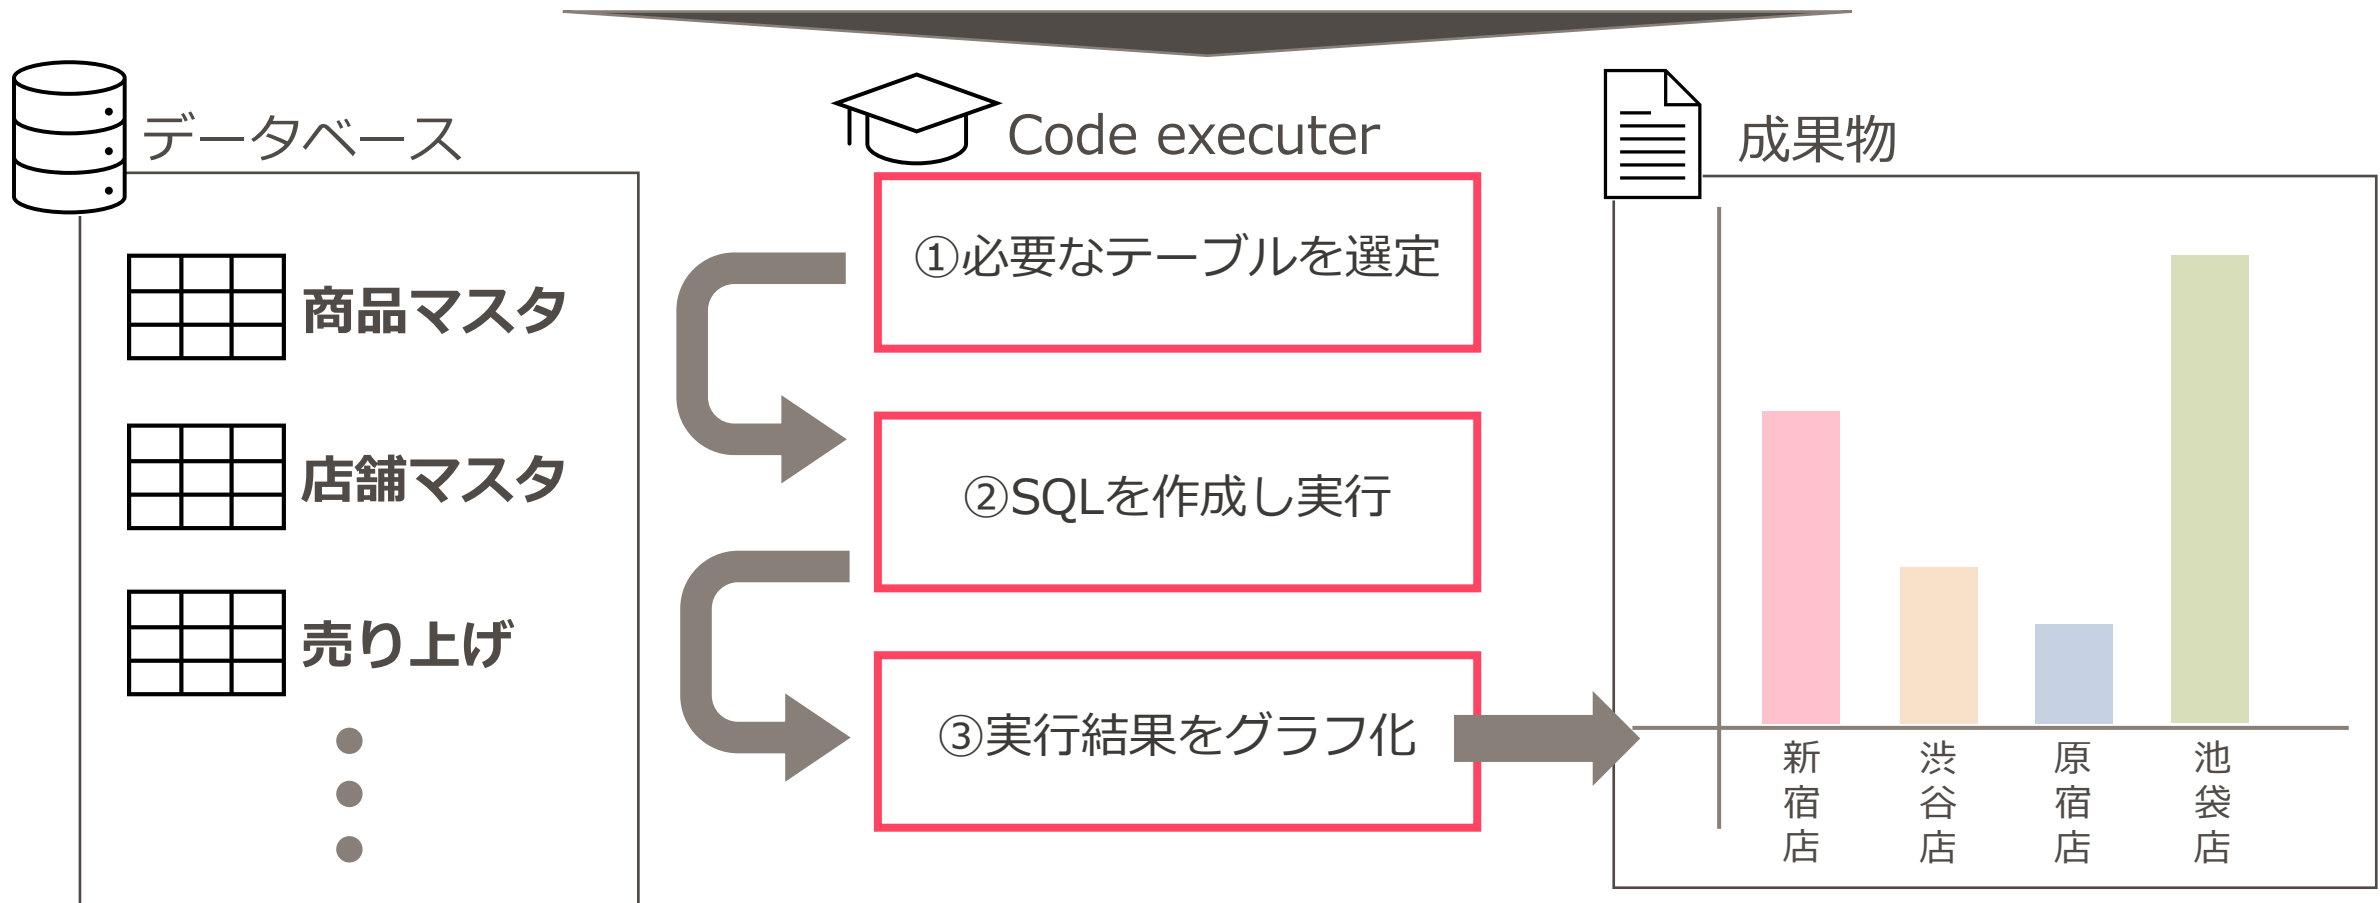 データベース
商品マスタ
店舗マスタ
売り上げ
Code executer
①必要なテーブルを選定
②SQLを作成し実行
③実行結果をグラフ化
成果物
新宿店
渋谷店
原宿店
池袋店